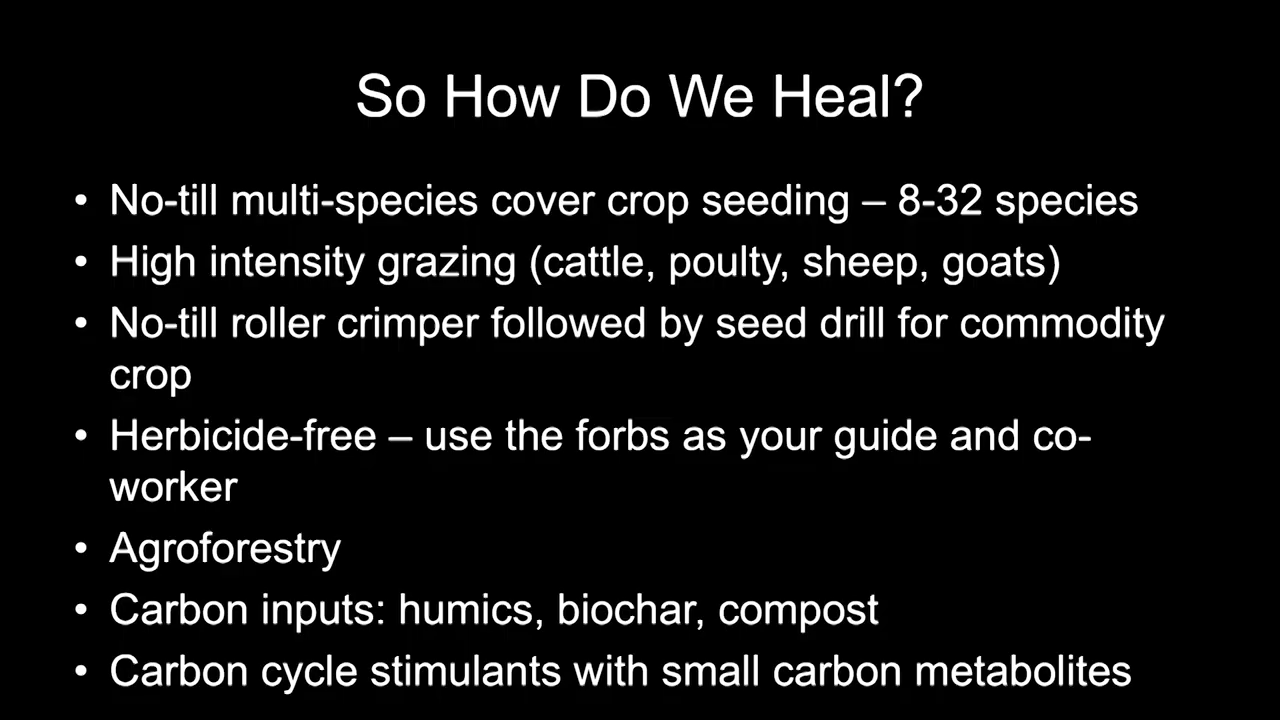 So How Do We Heal?
• No-till multi-species cover crop seeding – 8-32 species
• High intensity grazing (cattle, poulty, sheep, goats)
• No-till roller crimper followed by seed drill for commodity
crop
• Herbicide-free – use the forbs as your guide and co-
worker
• Agroforestry
• Carbon inputs: humics, biochar, compost
• Carbon cycle stimulants with small carbon metabolites